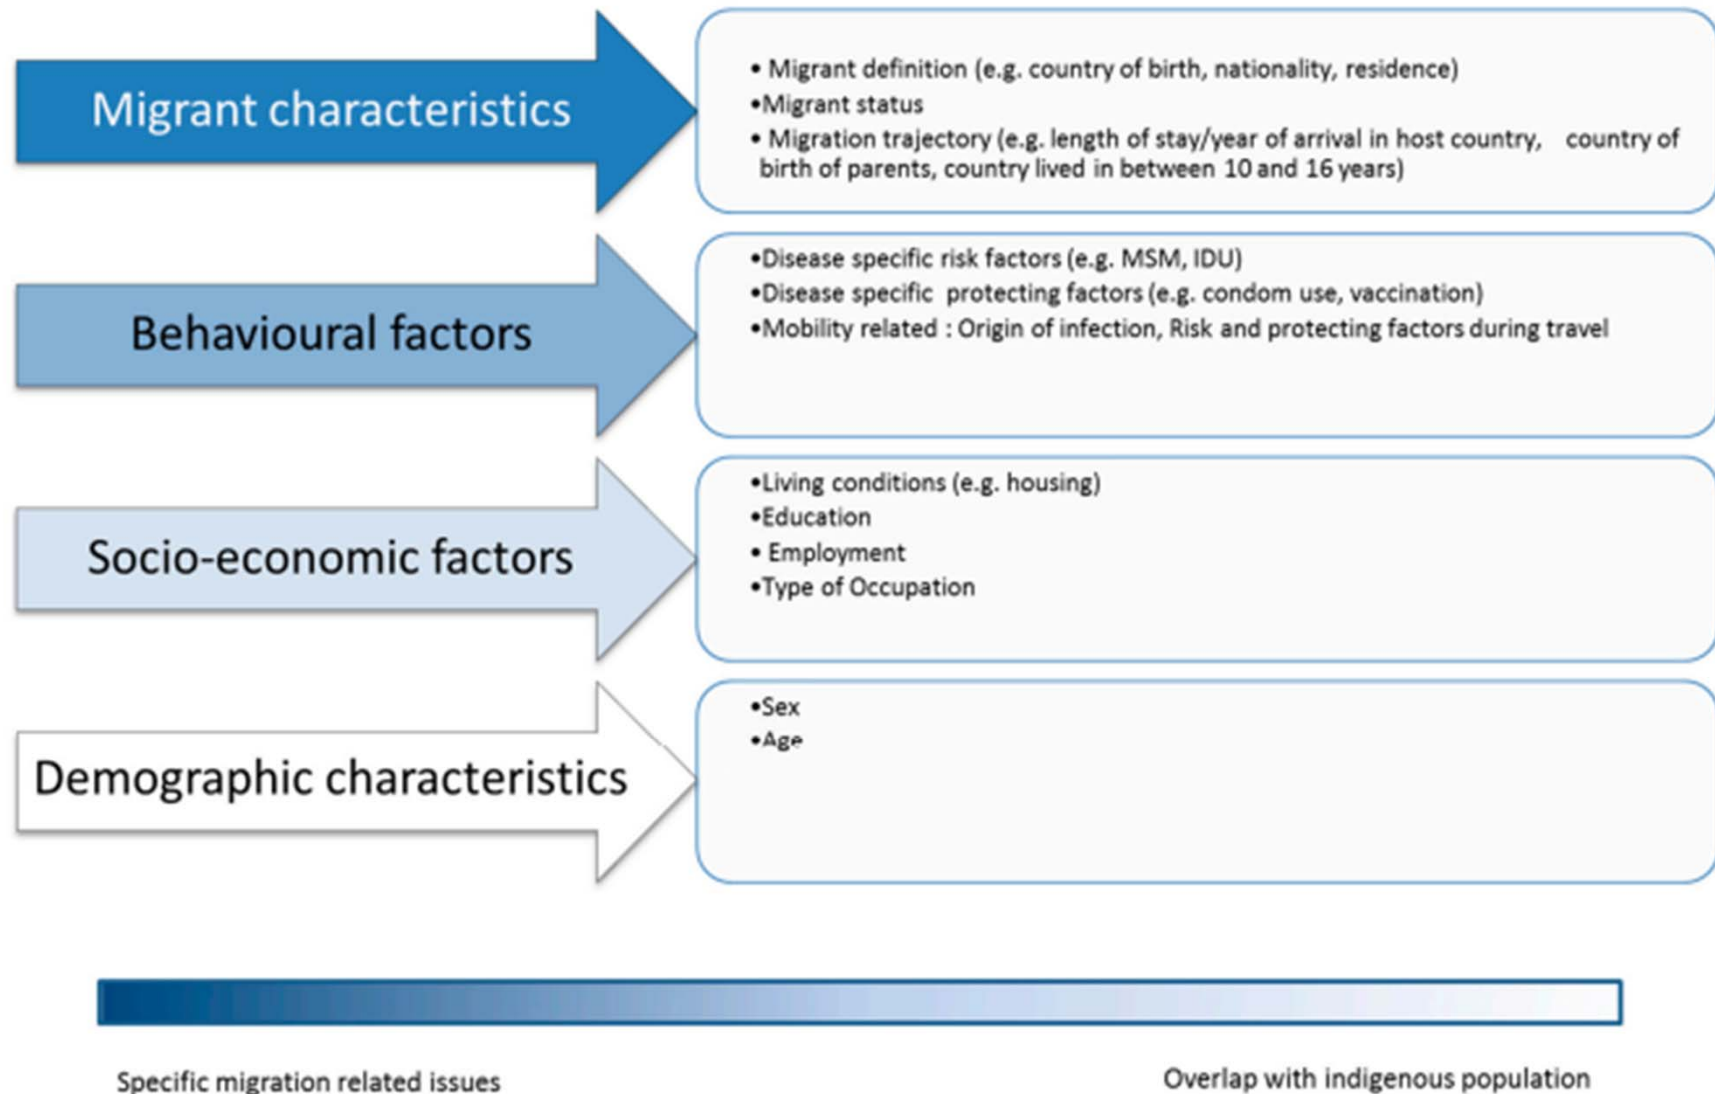 Migrant characteristics
• Migrant definition (e.g. country of birth, nationality, residence)
•Migrant status
• Migration trajectory (e.g. length of stay/year of arrival in host country, country of
birth of parents, country lived in between 10 and 16 years)
Behavioural factors
•Disease specific risk factors (e.g. MSM, IDU)
•Disease specific protecting factors (e.g. condom use, vaccination)
•Mobility related : Origin of infection, Risk and protecting factors during travel
Socio-economic factors
•Living conditions (e.g. housing)
•Education
• Employment
•Type of Occupation
Demographic characteristics
•Sex
•Age
Specific migration related issues
Overlap with indigenous population